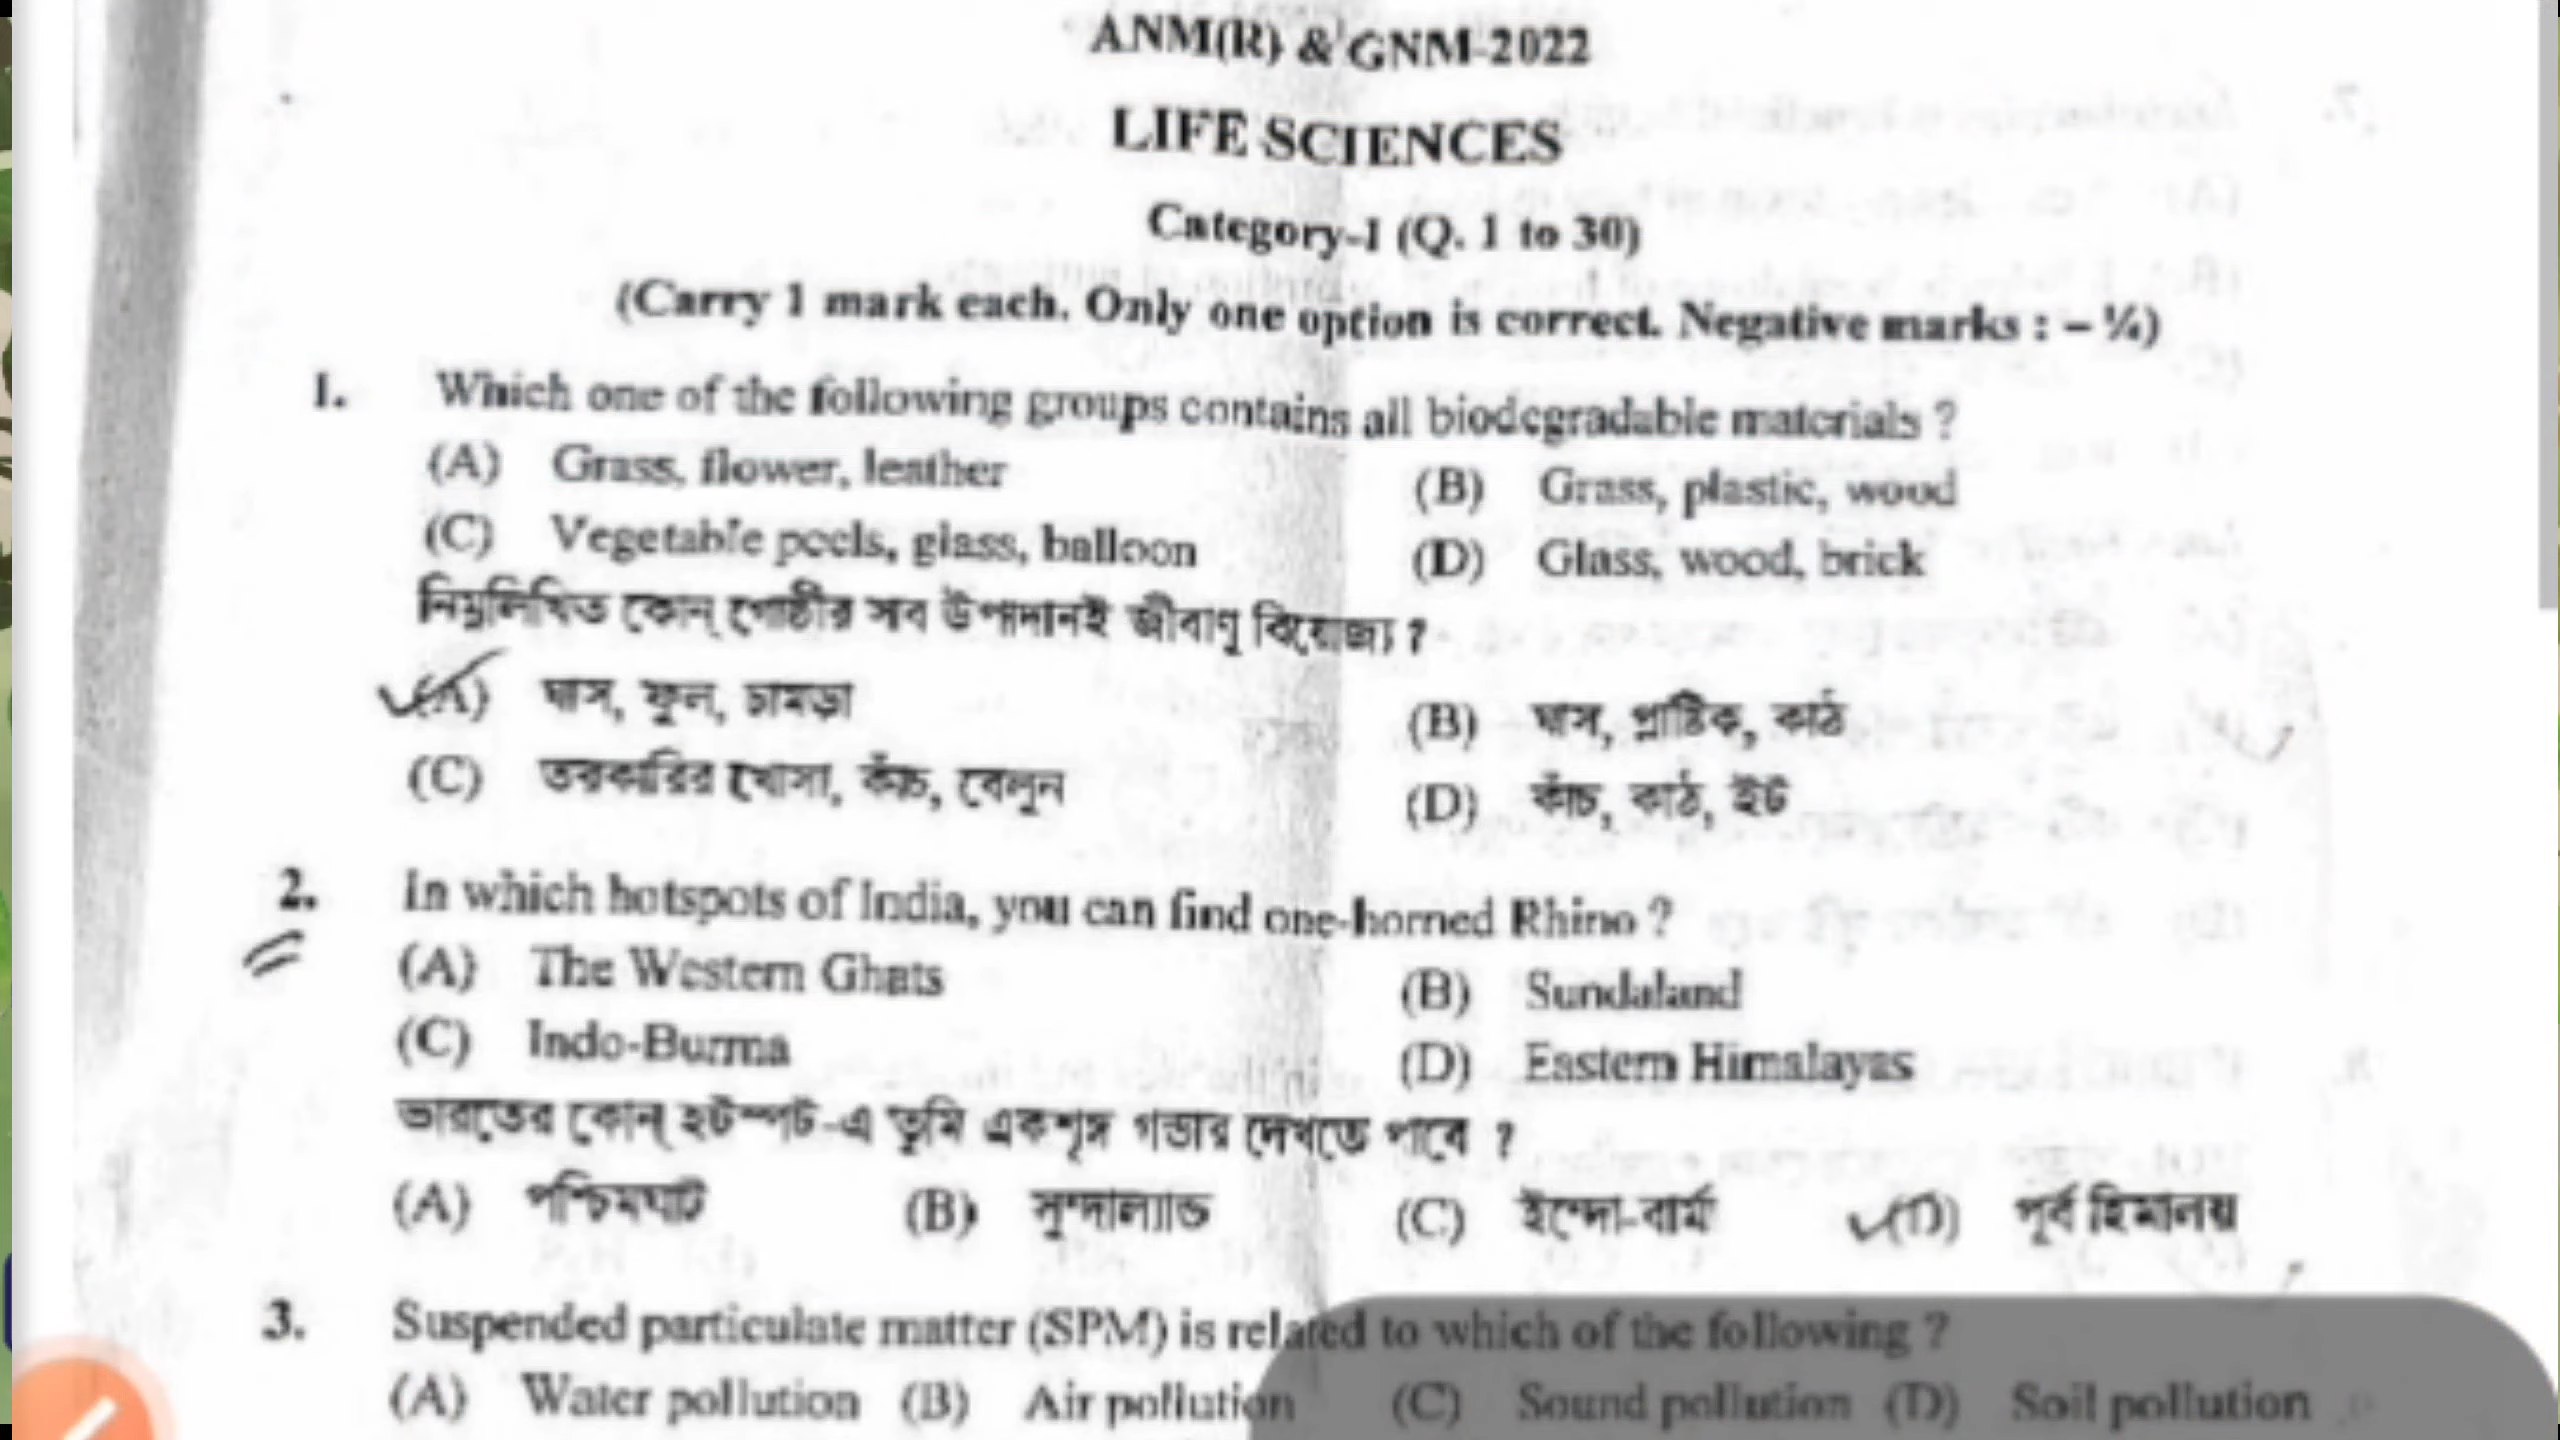 ANM(R) & GNM-2022
LIFE SCIENCES
Category-I (Q. 1 to 30)
(Carry 1 mark each. Only one option is correct. Negative marks : – ¼)
1. Which one of the following groups contains all biodegradable materials ?
(A) Grass, flower, leather (B) Grass, plastic, wood
(C) Vegetable peels, glass, balloon (D) Glass, wood, brick
নিম্নলিখিত কোন্ গোষ্ঠীর সব উপাদানই জীবাণু বিয়োজ্য ?
(A) ঘাস, ফুল, চামড়া (B) ঘাস, প্লাষ্টিক, কাঠ
(C) তরকারির খোসা, কাঁচ, বেলুন (D) কাঁচ, কাঠ, ইট
2. In which hotspots of India, you can find one-horned Rhino ?
(A) The Western Ghats (B) Sundaland
(C) Indo-Burma (D) Eastern Himalayas
ভারতের কোন্ হটস্পট-এ তুমি একশৃঙ্গ গন্ডার দেখতে পাবে ?
(A) পশ্চিমঘাট (B) সুন্দাল্যান্ড (C) ইন্দো-বার্মা (D) পূর্ব হিমালয়
3. Suspended particulate matter (SPM) is related to which of the following ?
(A) Water pollution (B) Air pollution (C) Sound pollution (D) Soil pollution